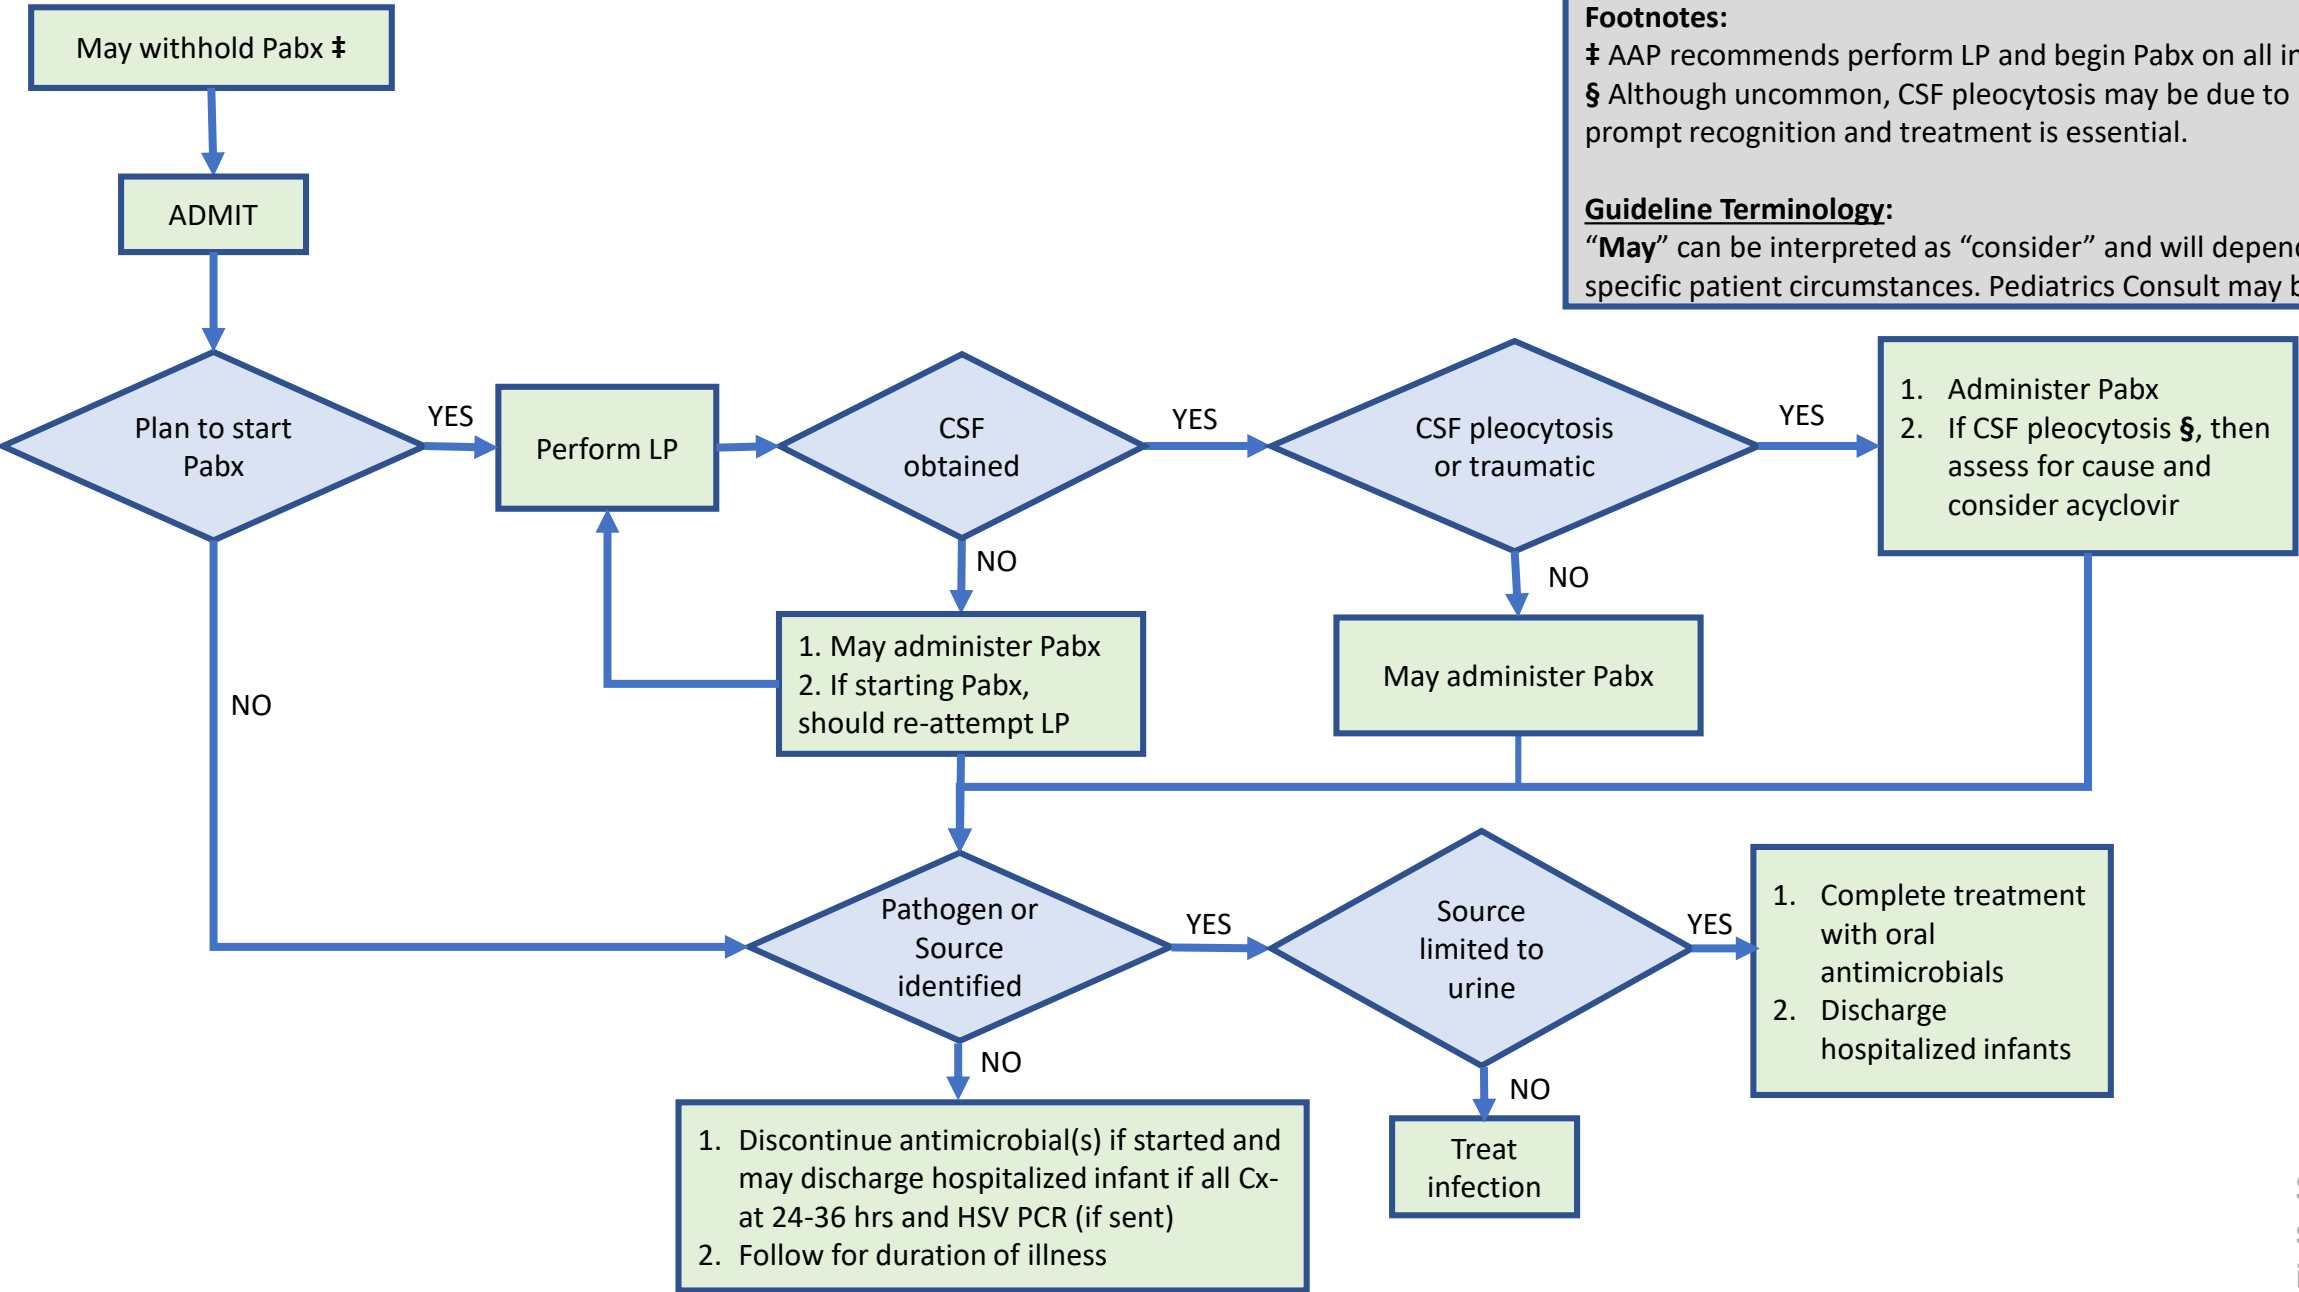 May withhold Pabx ‡
Footnotes:
‡ AAP recommends perform LP and begin Pabx on all
§ Although uncommon, CSF pleocytosis may be due to
prompt recognition and treatment is essential.
Guideline Terminology:
“May” can be interpreted as “consider” and will depend
specific patient circumstances. Pediatrics Consult may
ADMIT
Plan to start
Pabx
YES
Perform LP
CSF
obtained
YES
CSF pleocytosis
or traumatic
YES
1. Administer Pabx
2. If CSF pleocytosis §, then
assess for cause and
consider acyclovir
NO
NO
NO
1. May administer Pabx
2. If starting Pabx,
should re-attempt LP
May administer Pabx
Pathogen or
Source
identified
YES
Source
limited to
urine
YES
1. Complete treatment
with oral
antimicrobials
2. Discharge
hospitalized infants
NO
NO
1. Discontinue antimicrobial(s) if started and
may discharge hospitalized infant if all Cx-
at 24-36 hrs and HSV PCR (if sent)
2. Follow for duration of illness
Treat
infection